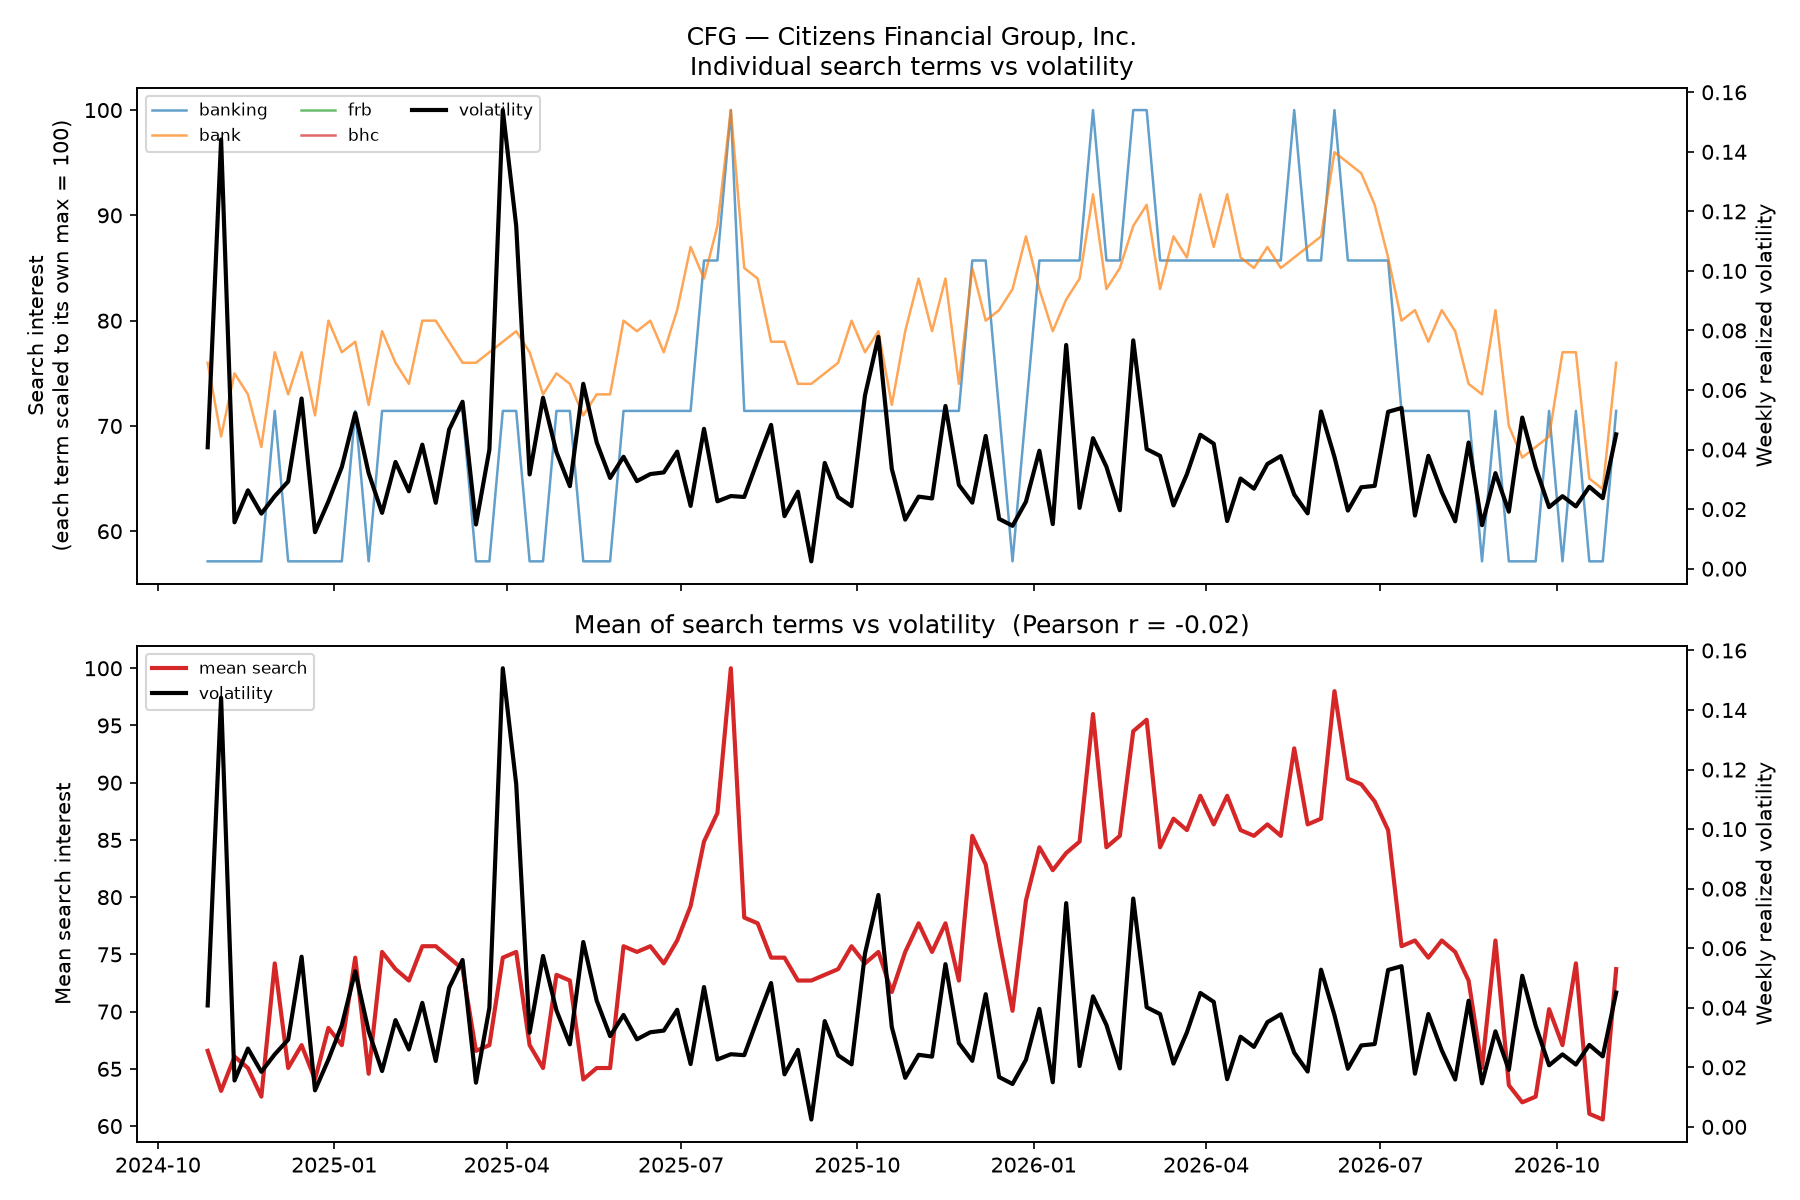 CFG — Citizens Financial Group, Inc.
Individual search terms vs volatility
banking
bank
frb
bhc
volatility
100
90
80
70
60
Search interest
(each term scaled to its own max = 100)
0.16
0.14
0.12
0.10
0.08
0.06
0.04
0.02
0.00
Weekly realized volatility
Mean of search terms vs volatility (Pearson r = -0.02)
mean search
volatility
100
95
90
85
80
75
70
65
60
Mean search interest
0.16
0.14
0.12
0.10
0.08
0.06
0.04
0.02
0.00
Weekly realized volatility
2024-10
2025-01
2025-04
2025-07
2025-10
2026-01
2026-04
2026-07
2026-10